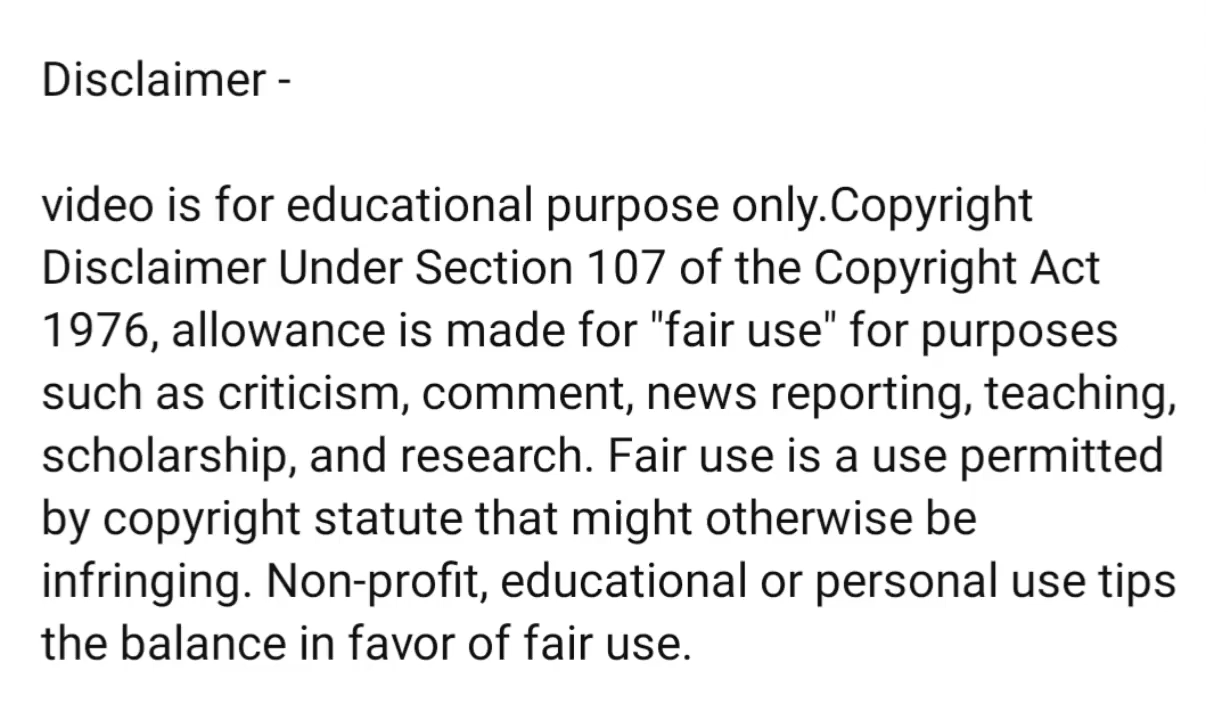 Disclaimer -
video is for educational purpose only.Copyright
Disclaimer Under Section 107 of the Copyright Act
1976, allowance is made for "fair use" for purposes
such as criticism, comment, news reporting, teaching,
scholarship, and research. Fair use is a use permitted
by copyright statute that might otherwise be
infringing. Non-profit, educational or personal use tips
the balance in favor of fair use.